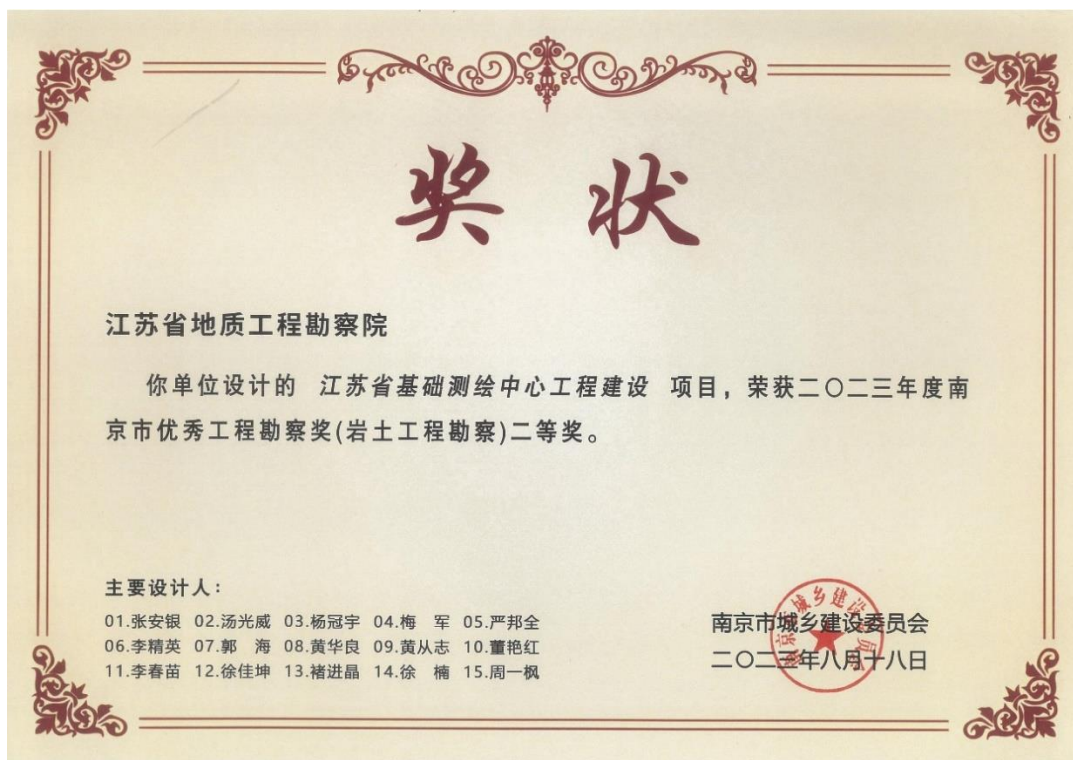 奖 状
江苏省地质工程勘察院
你单位设计的 江苏省基础测绘中心工程建设 项目，荣获二〇二三年度南
京市优秀工程勘察奖(岩土工程勘察)二等奖。
主要设计人：
01.张安银 02.汤光威 03.杨冠宇 04.梅 军 05.严邦全
06.李精英 07.郭 海 08.黄华良 09.黄从志 10.董艳红
11.李春苗 12.徐佳坤 13.褚进晶 14.徐 楠 15.周一枫
南京市城乡建设委员会
二〇二三年八月十八日